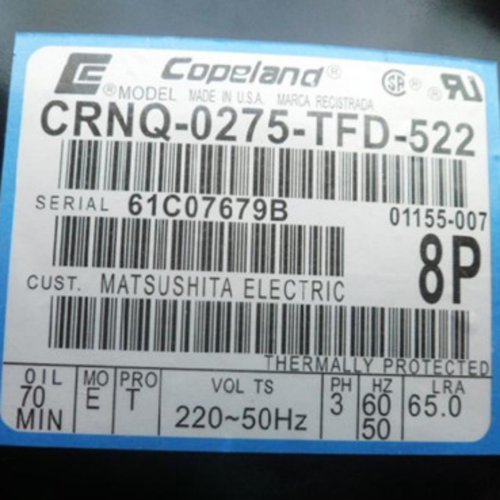 Copeland®
® MODEL MADE IN U.S.A. MARCA REGISTRADA
CRNQ-0275-TFD-522
SERIAL 61C07679B 01155-007
8P
CUST. MATSUSHITA ELECTRIC
THERMALLY PROTECTED
OIL MO PRO VOL TS PH HZ LRA
70 MIN E T 220~50Hz 3 60 50 65.0